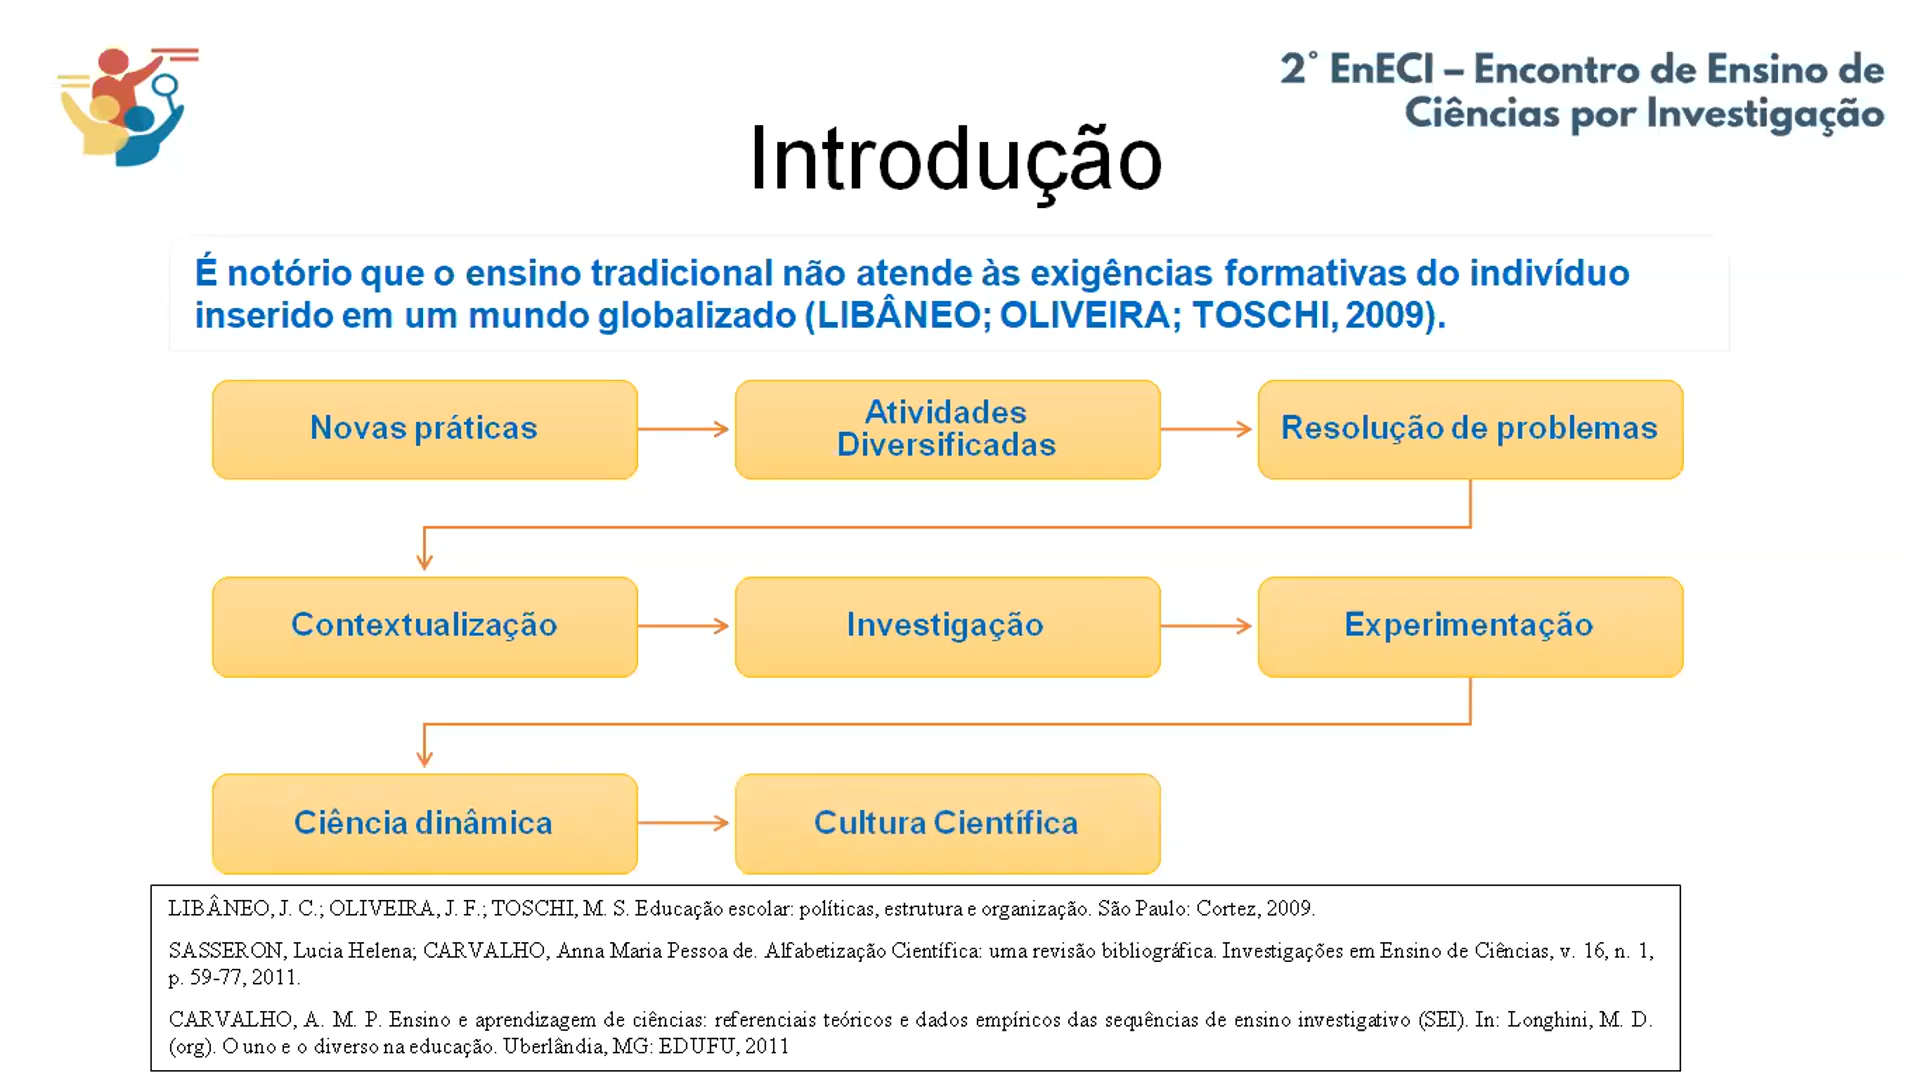 2° EnECI – Encontro de Ensino de
Ciências por Investigação
Introdução
É notório que o ensino tradicional não atende às exigências formativas do indivíduo
inserido em um mundo globalizado (LIBÂNEO; OLIVEIRA; TOSCHI, 2009).
Novas práticas
Atividades
Diversificadas
Resolução de problemas
Contextualização
Investigação
Experimentação
Ciência dinâmica
Cultura Científica
LIBÂNEO, J. C.; OLIVEIRA, J. F.; TOSCHI, M. S. Educação escolar: políticas, estrutura e organização. São Paulo: Cortez, 2009.
SASSERON, Lucia Helena; CARVALHO, Anna Maria Pessoa de. Alfabetização Científica: uma revisão bibliográfica. Investigações em Ensino de Ciências, v. 16, n. 1,
p. 59-77, 2011.
CARVALHO, A. M. P. Ensino e aprendizagem de ciências: referenciais teóricos e dados empíricos das sequências de ensino investigativo (SEI). In: Longhini, M. D.
(org). O uno e o diverso na educação. Uberlândia, MG: EDUFU, 2011